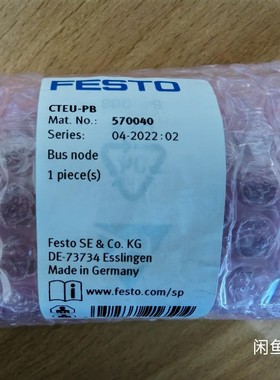 FESTO
CTEU-PB
Mat. No.: 570040
Series: 04-2022:02
Bus node
1 piece(s)
Festo SE & Co. KG
DE-73734 Esslingen
Made in Germany
www.festo.com/sp
闲鱼